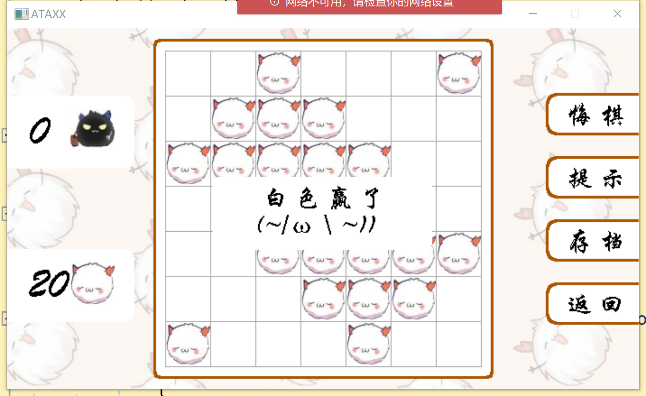 网络不可用，请检查你的网络设置
ATAXX
0
20
白色赢了
(~/ω\~))
悔棋
提示
存档
返回